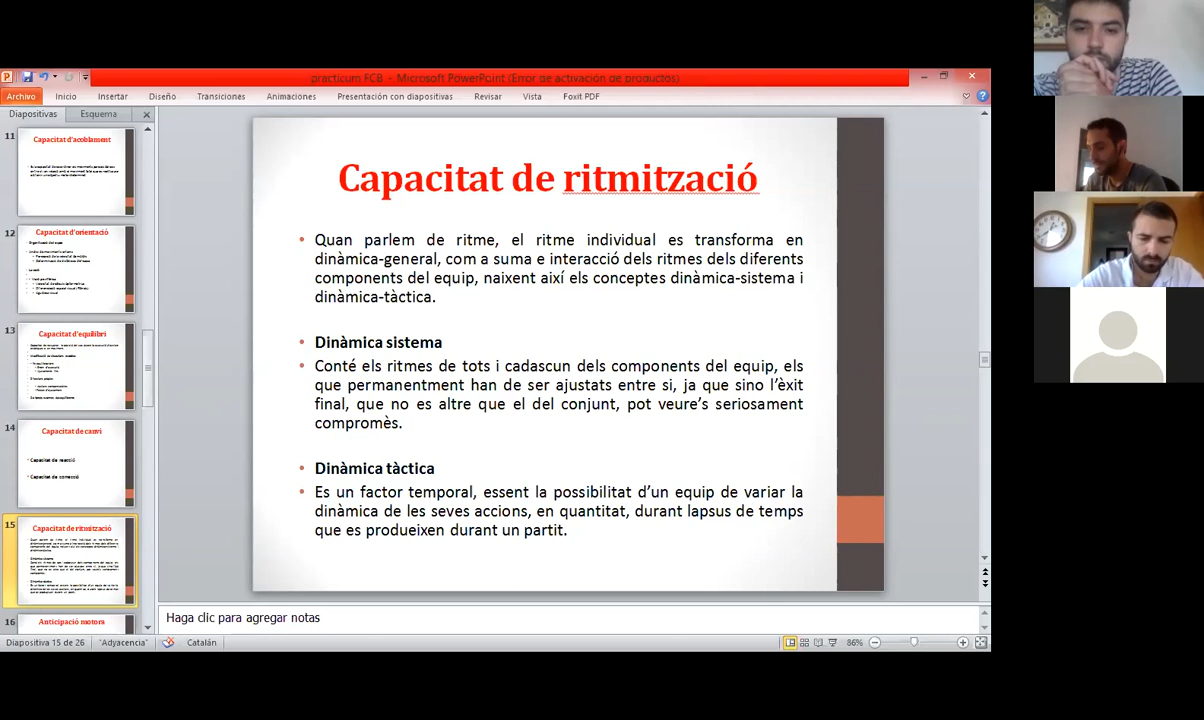 practicum FCB - Microsoft PowerPoint (Error de activación de productos)
Archivo Inicio Insertar Diseño Transiciones Animaciones Presentación con diapositivas Revisar Vista Foxit PDF
Diapositivas Esquema
11
Capacitat d'acoblament
12
Capacitat d'orientació
13
Capacitat d'equilibri
14
Capacitat de canvi
Capacitat de reacció
Capacitat de correcció
15
Capacitat de ritmització
16
Anticipació motora
Capacitat de ritmització
• Quan parlem de ritme, el ritme individual es transforma en
dinàmica-general, com a suma e interacció dels ritmes dels diferents
components del equip, naixent així els conceptes dinàmica-sistema i
dinàmica-tàctica.
• Dinàmica sistema
• Conté els ritmes de tots i cadascun dels components del equip, els
que permanentment han de ser ajustats entre si, ja que sino l'èxit
final, que no es altre que el del conjunt, pot veure's seriosament
compromès.
• Dinàmica tàctica
• Es un factor temporal, essent la possibilitat d'un equip de variar la
dinàmica de les seves accions, en quantitat, durant lapsus de temps
que es produeixen durant un partit.
Haga clic para agregar notas
Diapositiva 15 de 26 "Adyacencia" Catalán 86%